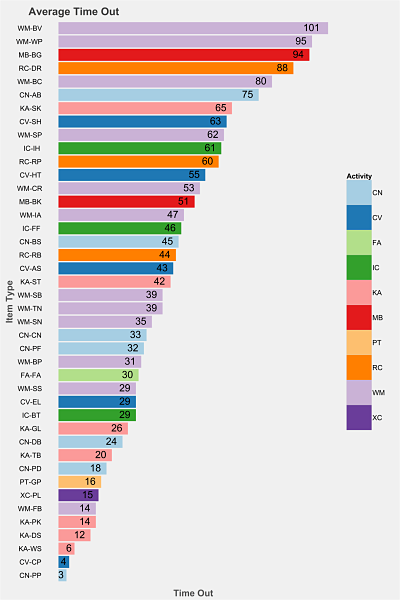 Average Time Out
WM-BV 101
WM-WP 95
MB-BG 94
RC-DR 88
WM-BC 80
CN-AB 75
KA-SK 65
CV-SH 63
WM-SP 62
IC-IH 61
RC-RP 60
CV-HT 55
WM-CR 53
MB-BK 51
WM-IA 47
IC-FF 46
CN-BS 45
RC-RB 44
CV-AS 43
KA-ST 42
WM-SB 39
WM-TN 39
WM-SN 35
CN-CN 33
CN-PF 32
WM-BP 31
FA-FA 30
WM-SS 29
CV-EL 29
IC-BT 29
KA-GL 26
CN-DB 24
KA-TB 20
CN-PD 18
PT-GP 16
XC-PL 15
WM-FB 14
KA-PK 14
KA-DS 12
KA-WS 6
CV-CP 4
CN-PP 3
Item Type
Time Out
Activity
CN
CV
FA
IC
KA
MB
PT
RC
WM
XC